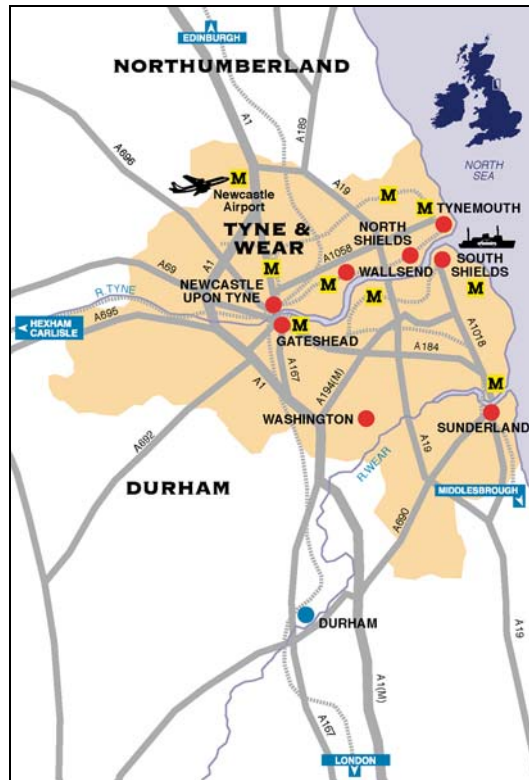 EDINBURGH
NORTHUMBERLAND
A1
A189
A696
NORTH
SEA
M
Newcastle
Airport
A19
M
M
TYNEMOUTH
TYNE &
WEAR
NORTH
SHIELDS
A1058
A69
A1
M
WALLSEND
SOUTH
SHIELDS
R.TYNE
NEWCASTLE
UPON TYNE
M
M
M
HEXHAM
CARLISLE
A695
M
GATESHEAD
A184
A1018
A167
A1
A194(M)
M
WASHINGTON
SUNDERLAND
A692
A19
R.WEAR
MIDDLESBROUGH
DURHAM
A690
DURHAM
A19
A1(M)
A167
LONDON